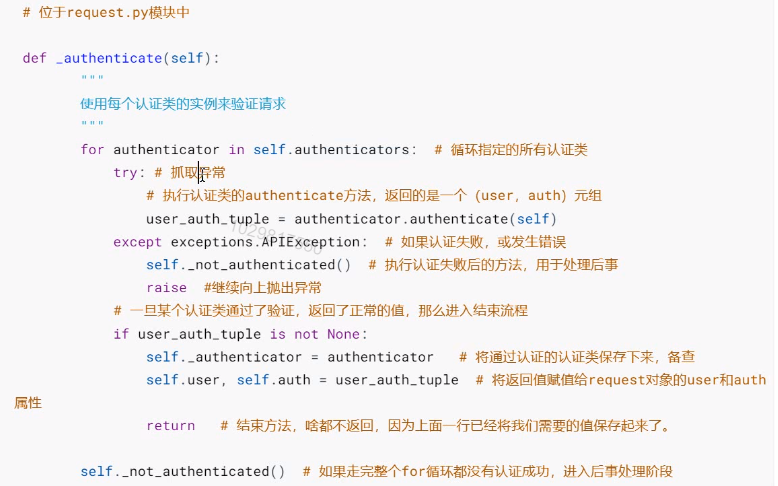 # 位于request.py模块中
def _authenticate(self):
"""
使用每个认证类的实例来验证请求
"""
for authenticator in self.authenticators:  # 循环指定的所有认证类
try: # 抓取异常
# 执行认证类的authenticate方法，返回的是一个（user，auth）元组
user_auth_tuple = authenticator.authenticate(self)
except exceptions.APIException:  # 如果认证失败，或发生错误
self._not_authenticated()  # 执行认证失败后的方法，用于处理后事
raise  #继续向上抛出异常
# 一旦某个认证类通过了验证，返回了正常的值，那么进入结束流程
if user_auth_tuple is not None:
self._authenticator = authenticator   # 将通过认证的认证类保存下来，备查
self.user, self.auth = user_auth_tuple  # 将返回值赋值给request对象的user和auth
属性
return   # 结束方法，啥都不返回，因为上面一行已经将我们需要的值保存起来了。
self._not_authenticated()  # 如果走完整个for循环都没有认证成功，进入后事处理阶段